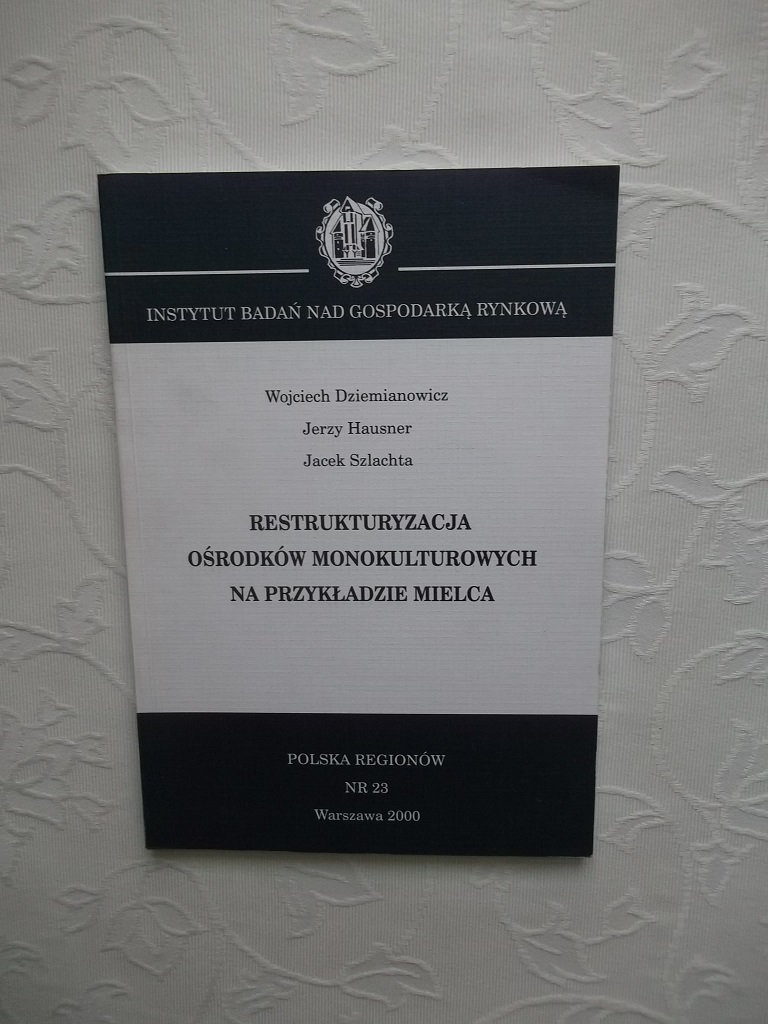 INSTYTUT BADAŃ NAD GOSPODARKĄ RYNKOWĄ
Wojciech Dziemianowicz
Jerzy Hausner
Jacek Szlachta
RESTRUKTURYZACJA
OŚRODKÓW MONOKULTUROWYCH
NA PRZYKŁADZIE MIELCA
POLSKA REGIONÓW
NR 23
Warszawa 2000